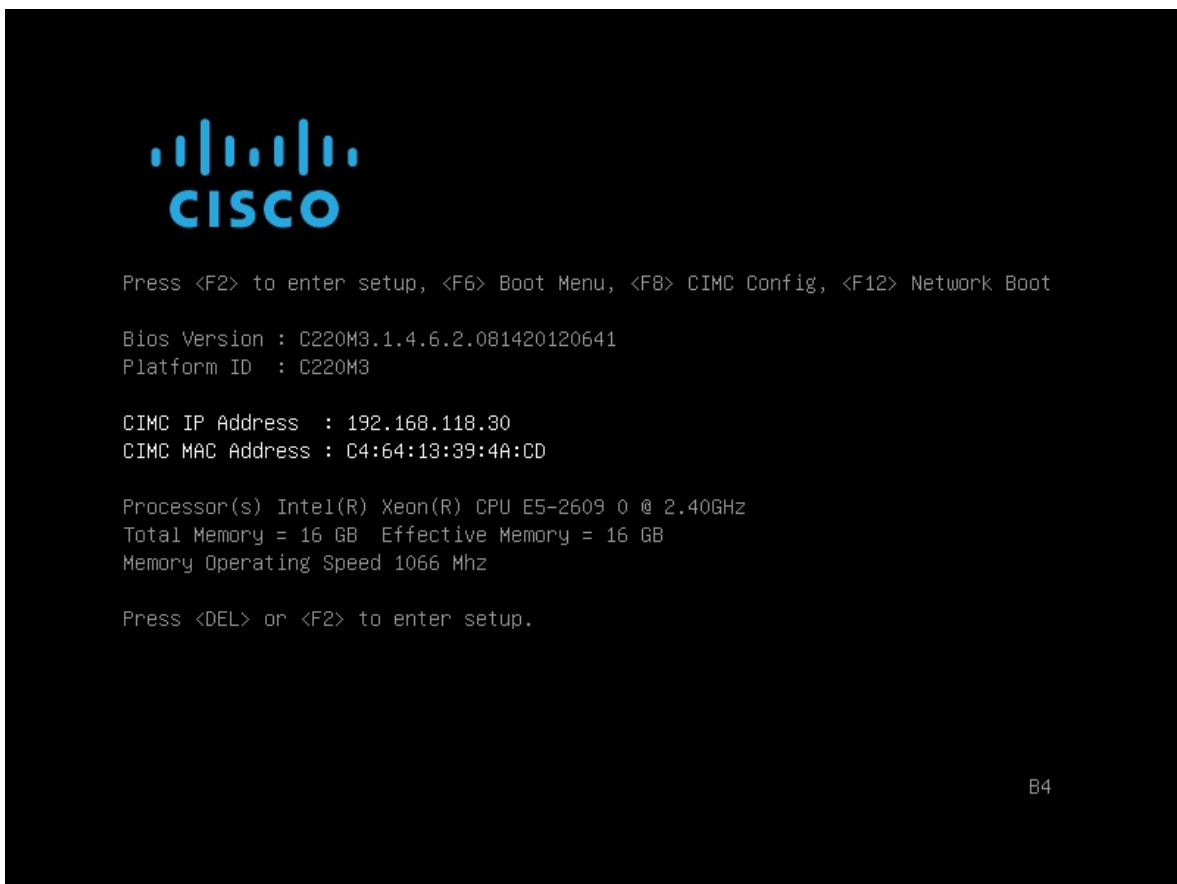 CISCO
Press <F2> to enter setup, <F6> Boot Menu, <F8> CIMC Config, <F12> Network Boot
Bios Version : C220M3.1.4.6.2.081420120641
Platform ID  : C220M3
CIMC IP Address  : 192.168.118.30
CIMC MAC Address : C4:64:13:39:4A:CD
Processor(s) Intel(R) Xeon(R) CPU E5-2609 0 @ 2.40GHz
Total Memory = 16 GB  Effective Memory = 16 GB
Memory Operating Speed 1066 Mhz
Press <DEL> or <F2> to enter setup.
B4